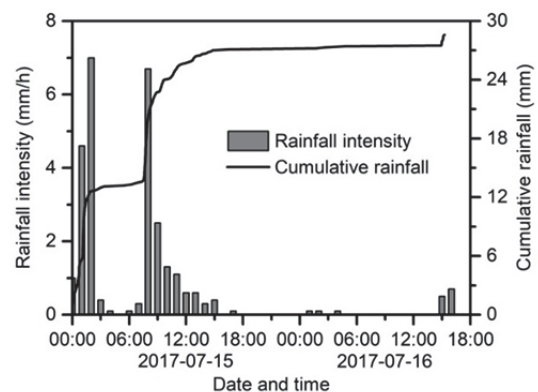 8
30
6
24
4
18
12
2
6
0
0
Rainfall intensity (mm/h)
Cumulative rainfall (mm)
Rainfall intensity
Cumulative rainfall
00:00 06:00 12:00 18:00 00:00 06:00 12:00 18:00
2017-07-15 2017-07-16
Date and time